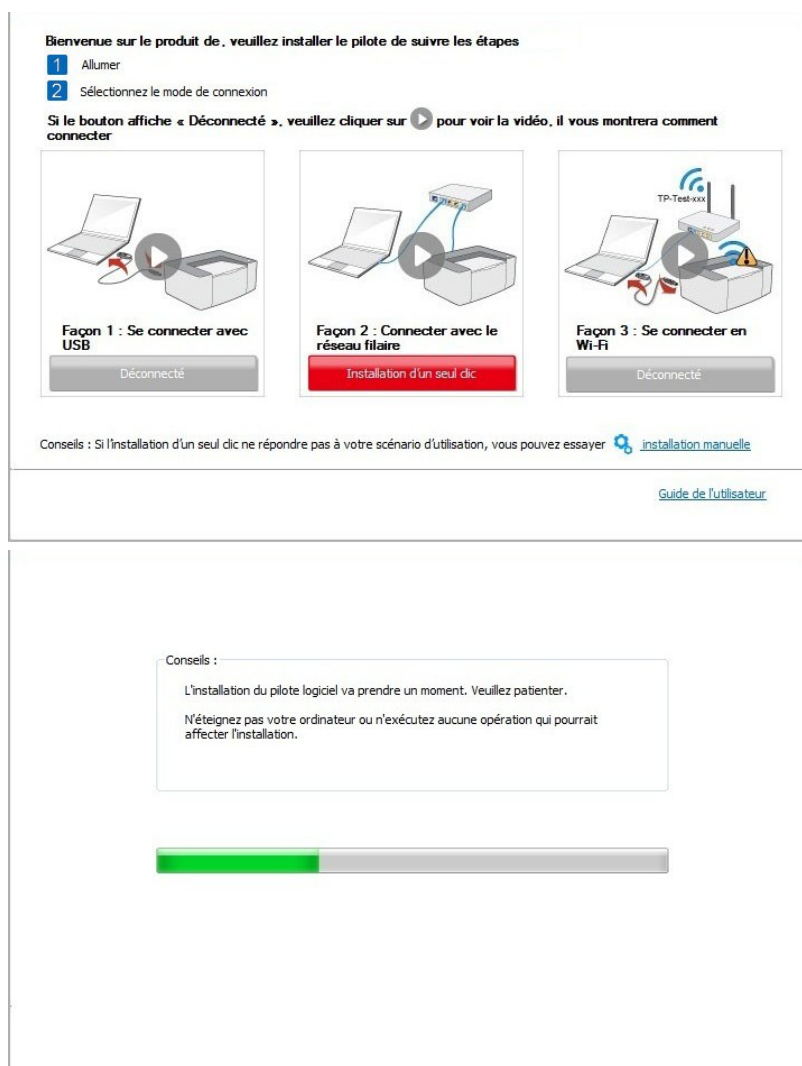 Bienvenue sur le produit de, veuillez installer le pilote de suivre les étapes
1 Allumer
2 Sélectionnez le mode de connexion
Si le bouton affiche « Déconnecté », veuillez cliquer sur pour voir la vidéo, il vous montrera comment
connecter
TP-Test-xxx
Façon 1 : Se connecter avec
USB
Déconnecté
Façon 2 : Connecter avec le
réseau filaire
Installation d'un seul clic
Façon 3 : Se connecter en
Wi-Fi
Déconnecté
Conseils : Si l'installation d'un seul clic ne répondre pas à votre scénario d'utilisation, vous pouvez essayer installation manuelle
Guide de l'utilisateur
Conseils :
L'installation du pilote logiciel va prendre un moment. Veuillez patienter.
N'éteignez pas votre ordinateur ou n'exécutez aucune opération qui pourrait
affecter l'installation.